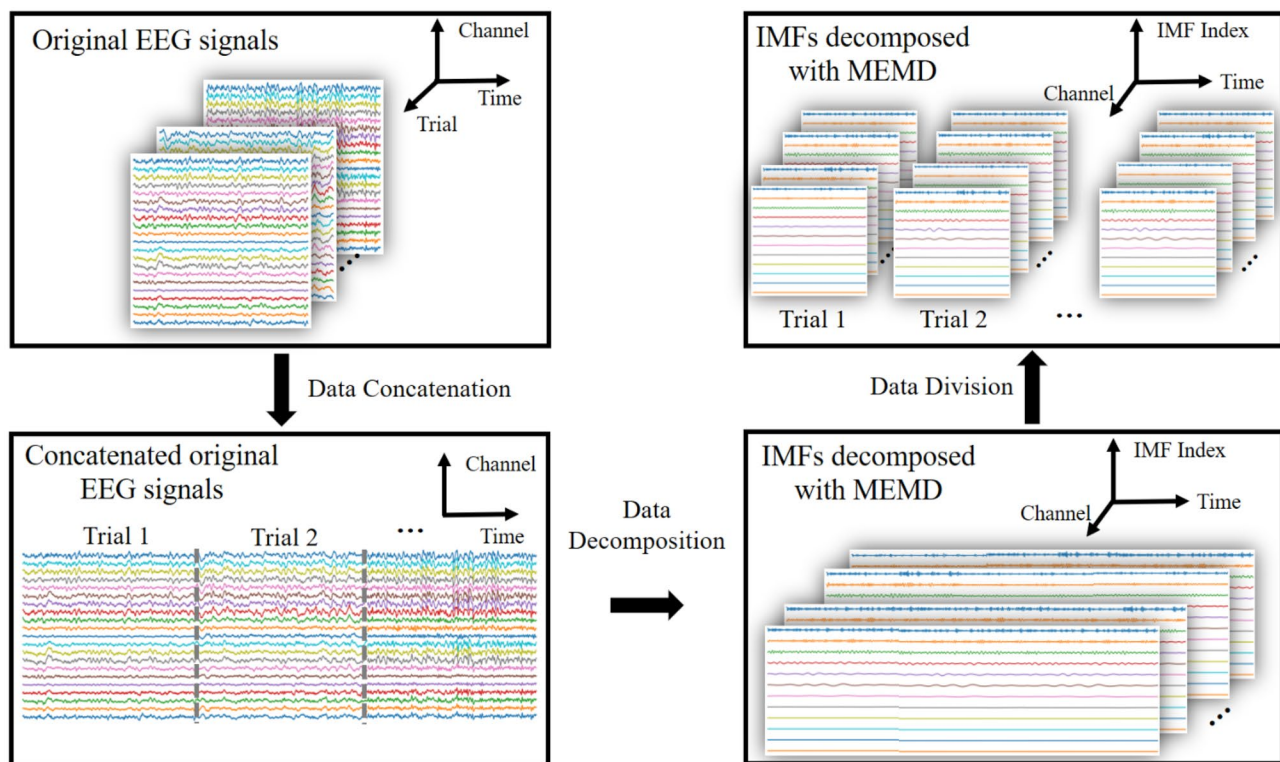 Original EEG signals
Channel
Time
Trial
...
Data Concatenation
Concatenated original
EEG signals
Channel
Time
Trial 1
Trial 2
...
Data
Decomposition
IMFs decomposed
with MEMD
IMF Index
Time
Channel
...
Data Division
IMFs decomposed
with MEMD
IMF Index
Time
Channel
...
...
...
Trial 1
Trial 2
...